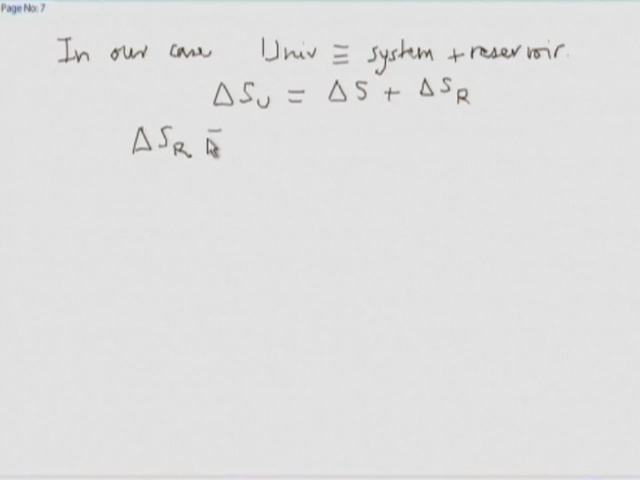 Page No: 7
In our case Univ ≡ system + reservoir.
ΔS_U = ΔS + ΔS_R
ΔS_R =